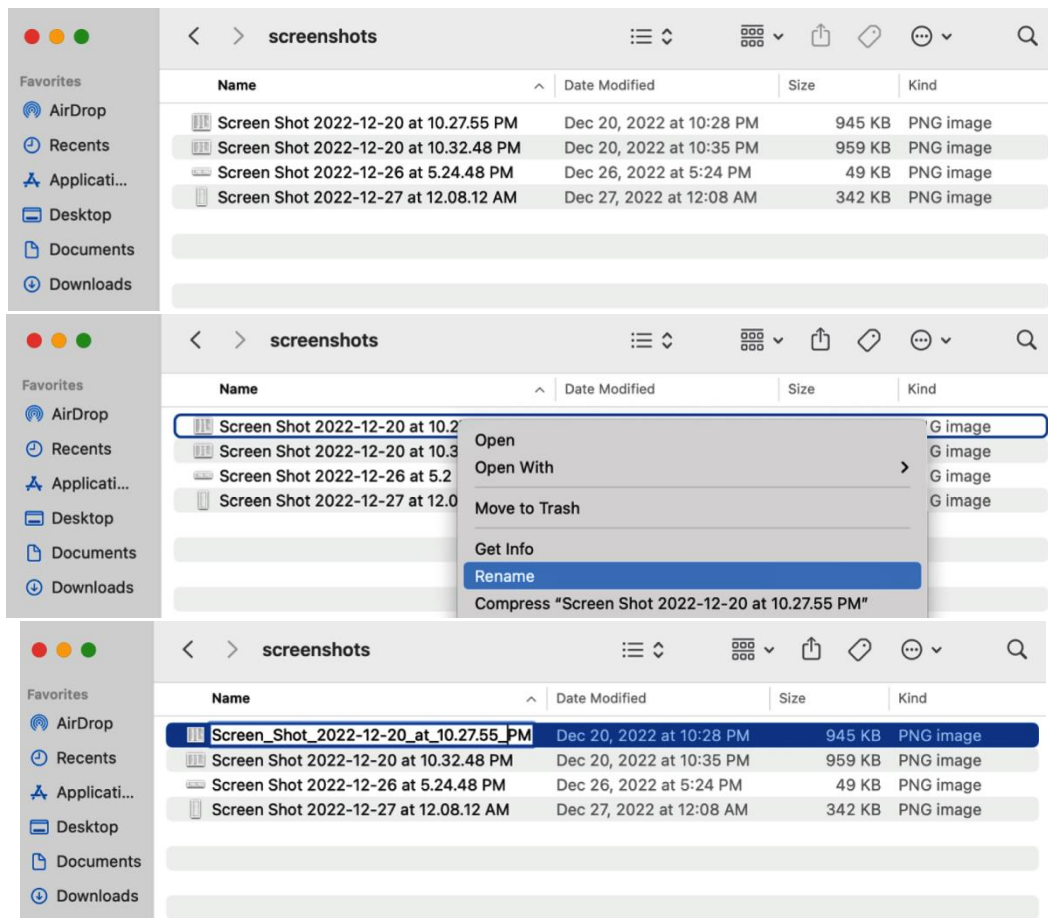 screenshots
Favorites
Name Date Modified Size Kind
AirDrop
Screen Shot 2022-12-20 at 10.27.55 PM Dec 20, 2022 at 10:28 PM 945 KB PNG image
Recents
Screen Shot 2022-12-20 at 10.32.48 PM Dec 20, 2022 at 10:35 PM 959 KB PNG image
Applicati...
Screen Shot 2022-12-26 at 5.24.48 PM Dec 26, 2022 at 5:24 PM 49 KB PNG image
Screen Shot 2022-12-27 at 12.08.12 AM Dec 27, 2022 at 12:08 AM 342 KB PNG image
Desktop
Documents
Downloads
screenshots
Favorites
Name Date Modified Size Kind
AirDrop
Screen Shot 2022-12-20 at 10.2 G image
Recents
Screen Shot 2022-12-20 at 10.3 G image
Applicati...
Screen Shot 2022-12-26 at 5.2 G image
Screen Shot 2022-12-27 at 12.0 G image
Desktop
Documents
Downloads
Open
Open With
Move to Trash
Get Info
Rename
Compress “Screen Shot 2022-12-20 at 10.27.55 PM”
screenshots
Favorites
Name Date Modified Size Kind
AirDrop
Screen_Shot_2022-12-20_at_10.27.55_PM Dec 20, 2022 at 10:28 PM 945 KB PNG image
Recents
Screen Shot 2022-12-20 at 10.32.48 PM Dec 20, 2022 at 10:35 PM 959 KB PNG image
Applicati...
Screen Shot 2022-12-26 at 5.24.48 PM Dec 26, 2022 at 5:24 PM 49 KB PNG image
Screen Shot 2022-12-27 at 12.08.12 AM Dec 27, 2022 at 12:08 AM 342 KB PNG image
Desktop
Documents
Downloads